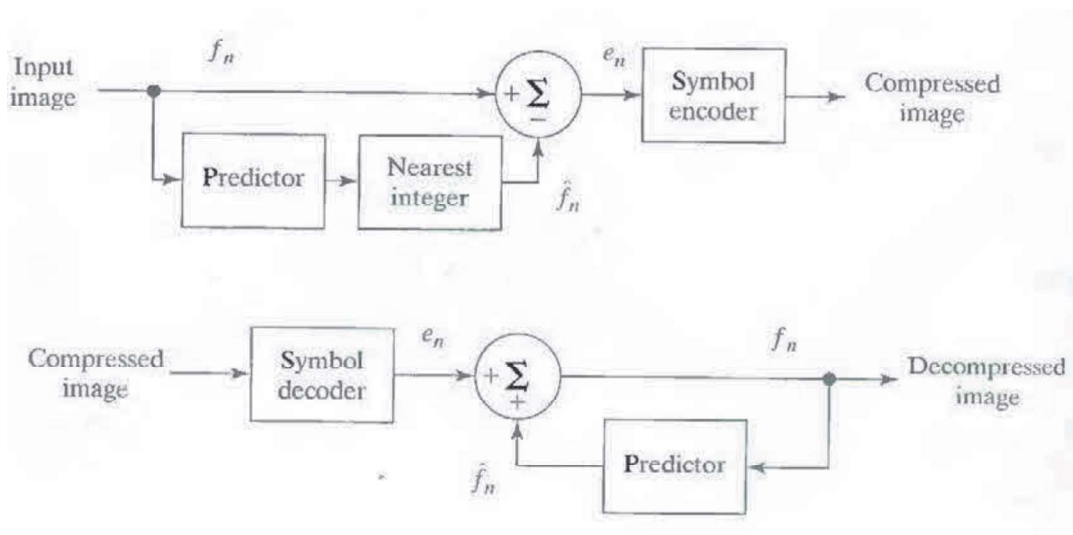 Input
image
f_n
+ Σ
−
e_n
Symbol
encoder
Compressed
image
Predictor
Nearest
integer
f̂_n
Compressed
image
Symbol
decoder
e_n
+ Σ
+
f_n
Decompressed
image
Predictor
f̂_n